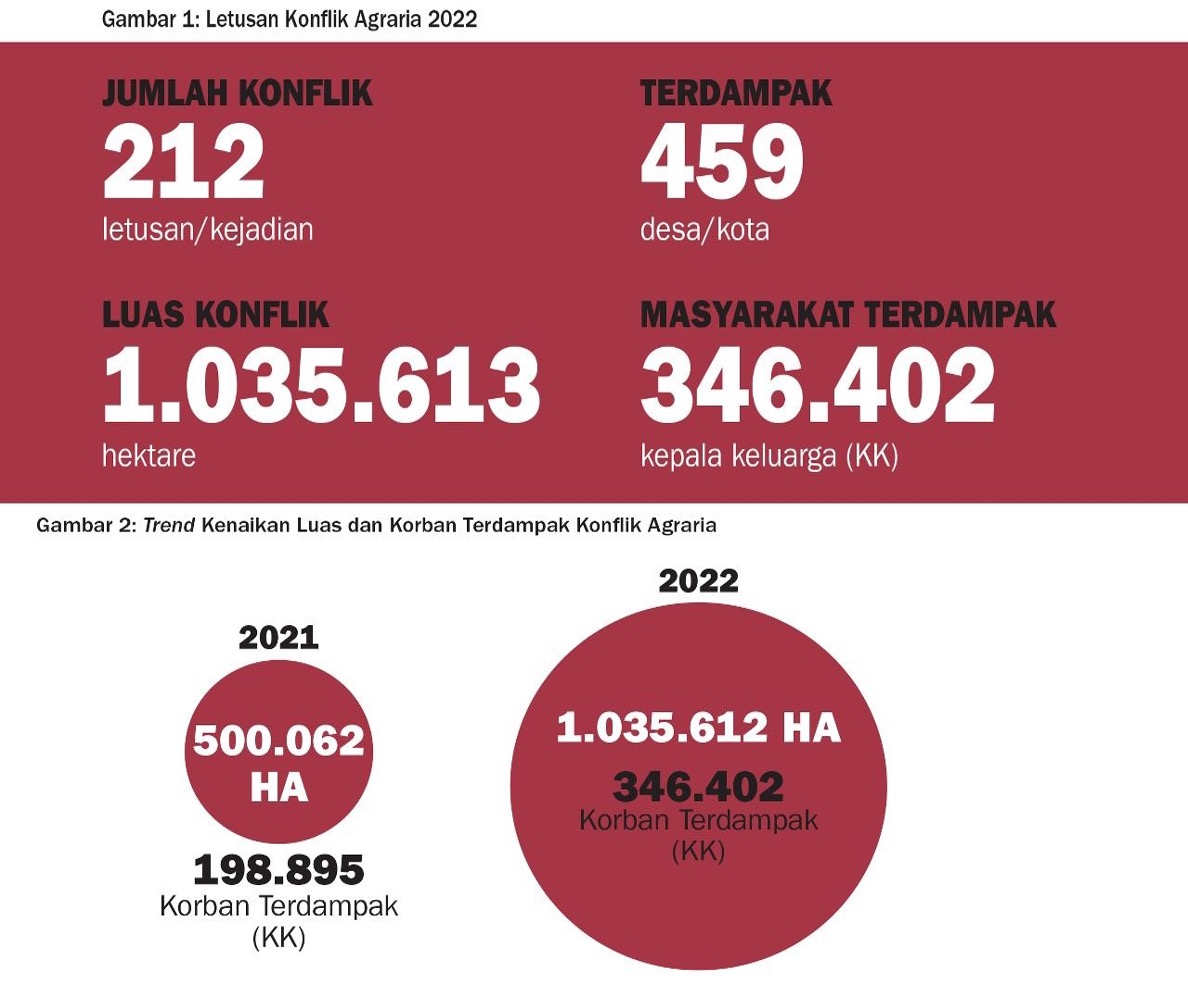 Gambar 1: Letusan Konflik Agraria 2022
JUMLAH KONFLIK
212
letusan/kejadian
TERDAMPAK
459
desa/kota
LUAS KONFLIK
1.035.613
hektare
MASYARAKAT TERDAMPAK
346.402
kepala keluarga (KK)
Gambar 2: Trend Kenaikan Luas dan Korban Terdampak Konflik Agraria
2021
500.062
HA
198.895
Korban Terdampak
(KK)
2022
1.035.612 HA
346.402
Korban Terdampak
(KK)